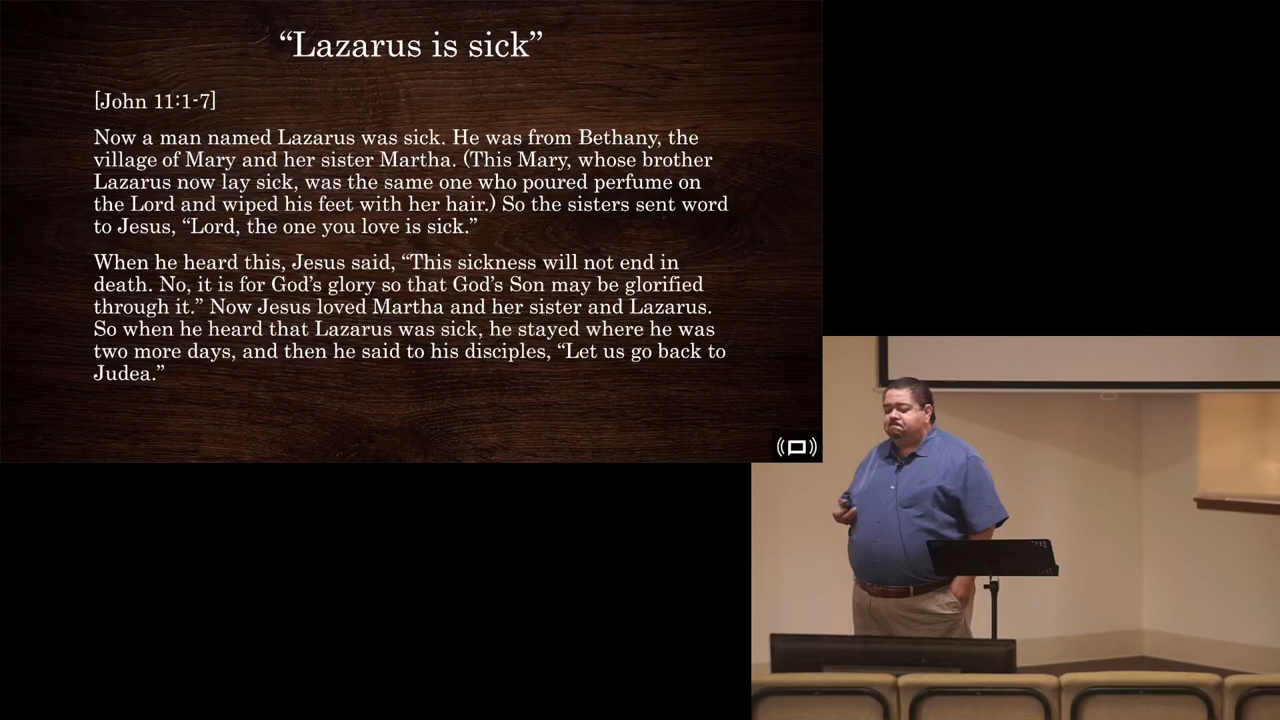 “Lazarus is sick”
[John 11:1-7]
Now a man named Lazarus was sick. He was from Bethany, the
village of Mary and her sister Martha. (This Mary, whose brother
Lazarus now lay sick, was the same one who poured perfume on
the Lord and wiped his feet with her hair.) So the sisters sent word
to Jesus, “Lord, the one you love is sick.”
When he heard this, Jesus said, “This sickness will not end in
death. No, it is for God’s glory so that God’s Son may be glorified
through it.” Now Jesus loved Martha and her sister and Lazarus.
So when he heard that Lazarus was sick, he stayed where he was
two more days, and then he said to his disciples, “Let us go back to
Judea.”